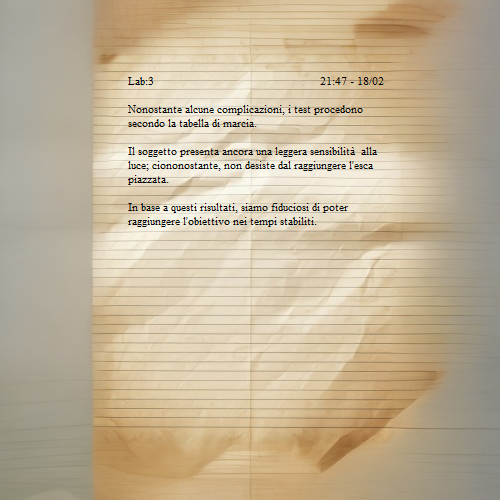 Lab:3 21:47 - 18/02
Nonostante alcune complicazioni, i test procedono
secondo la tabella di marcia.
Il soggetto presenta ancora una leggera sensibilità alla
luce; ciononostante, non desiste dal raggiungere l'esca
piazzata.
In base a questi risultati, siamo fiduciosi di poter
raggiungere l'obiettivo nei tempi stabiliti.